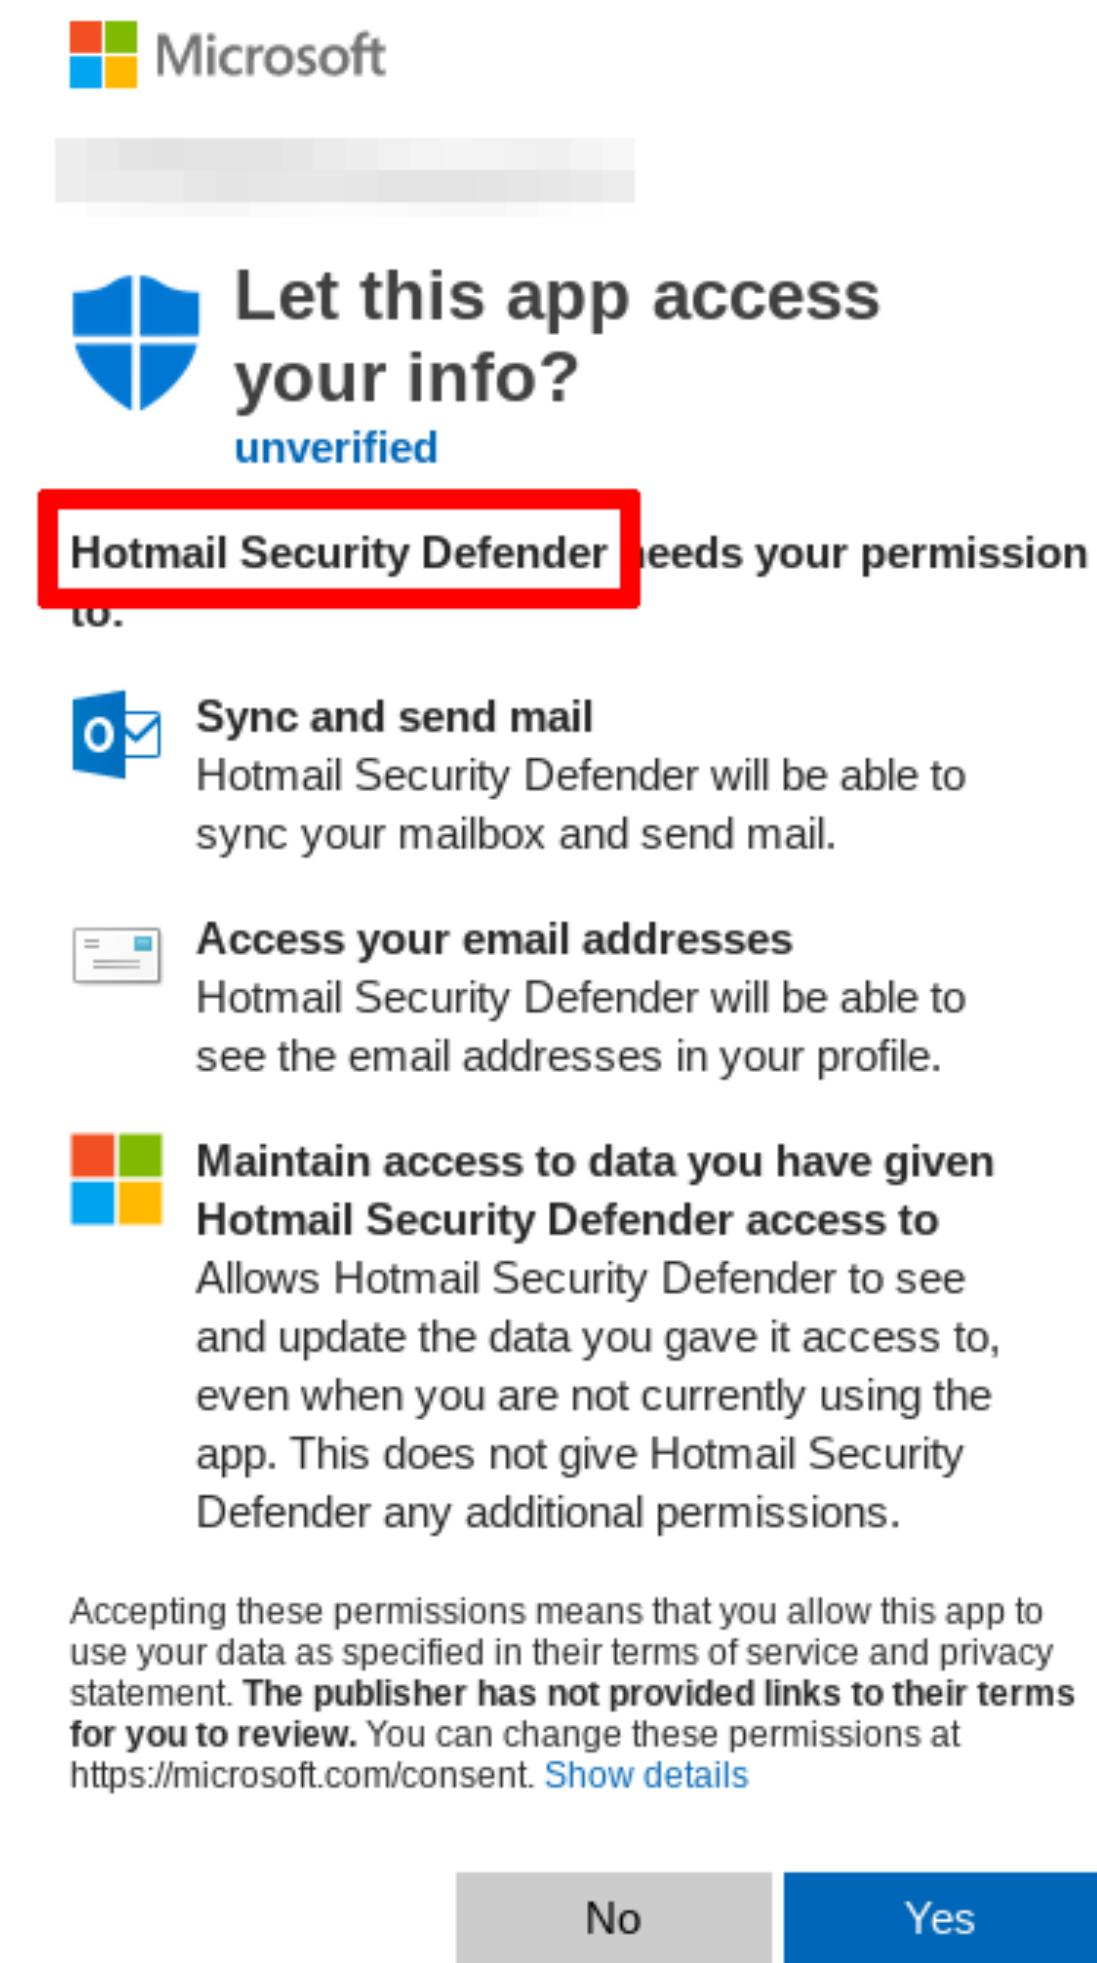 Microsoft
Let this app access
your info?
unverified
Hotmail Security Defender needs your permission
to:
Sync and send mail
Hotmail Security Defender will be able to
sync your mailbox and send mail.
Access your email addresses
Hotmail Security Defender will be able to
see the email addresses in your profile.
Maintain access to data you have given
Hotmail Security Defender access to
Allows Hotmail Security Defender to see
and update the data you gave it access to,
even when you are not currently using the
app. This does not give Hotmail Security
Defender any additional permissions.
Accepting these permissions means that you allow this app to
use your data as specified in their terms of service and privacy
statement. The publisher has not provided links to their terms
for you to review. You can change these permissions at
https://microsoft.com/consent. Show details
No
Yes